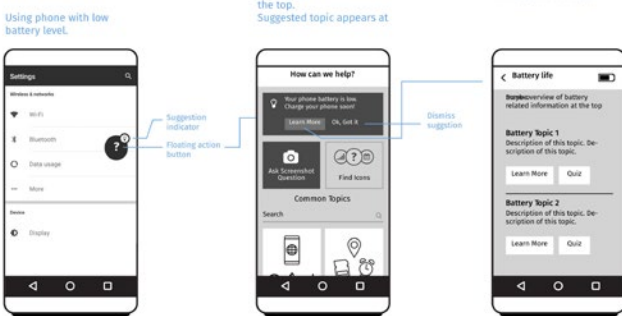 Using phone with low
battery level.
Settings
Wireless & networks
Wi-Fi
Bluetooth
Data usage
More
Device
Display
?
Suggestion
indicator
Floating action
button
the top.
Suggested topic appears at
How can we help?
Your phone battery is low.
Charge your phone soon!
Learn More
Ok, Got it
Ask Screenshot
Question
?
Find Icons
Common Topics
Search
Dismiss
suggstion
Battery life
overview of battery
related information at the top
Battery Topic 1
Description of this topic. De-
scription of this topic.
Learn More
Quiz
Battery Topic 2
Description of this topic. De-
scription of this topic.
Learn More
Quiz